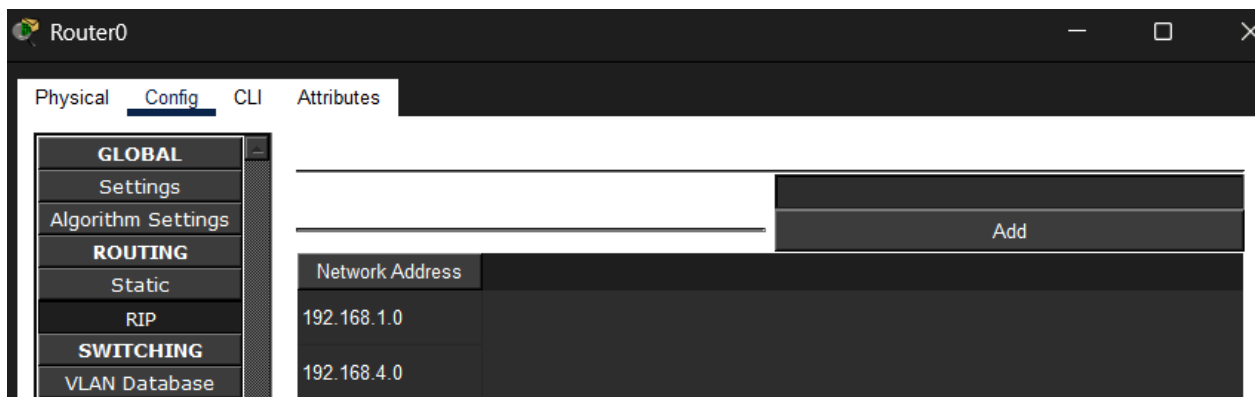 Router0
Physical Config CLI Attributes
GLOBAL
Settings
Algorithm Settings
ROUTING
Static
RIP
SWITCHING
VLAN Database
Add
Network Address
192.168.1.0
192.168.4.0